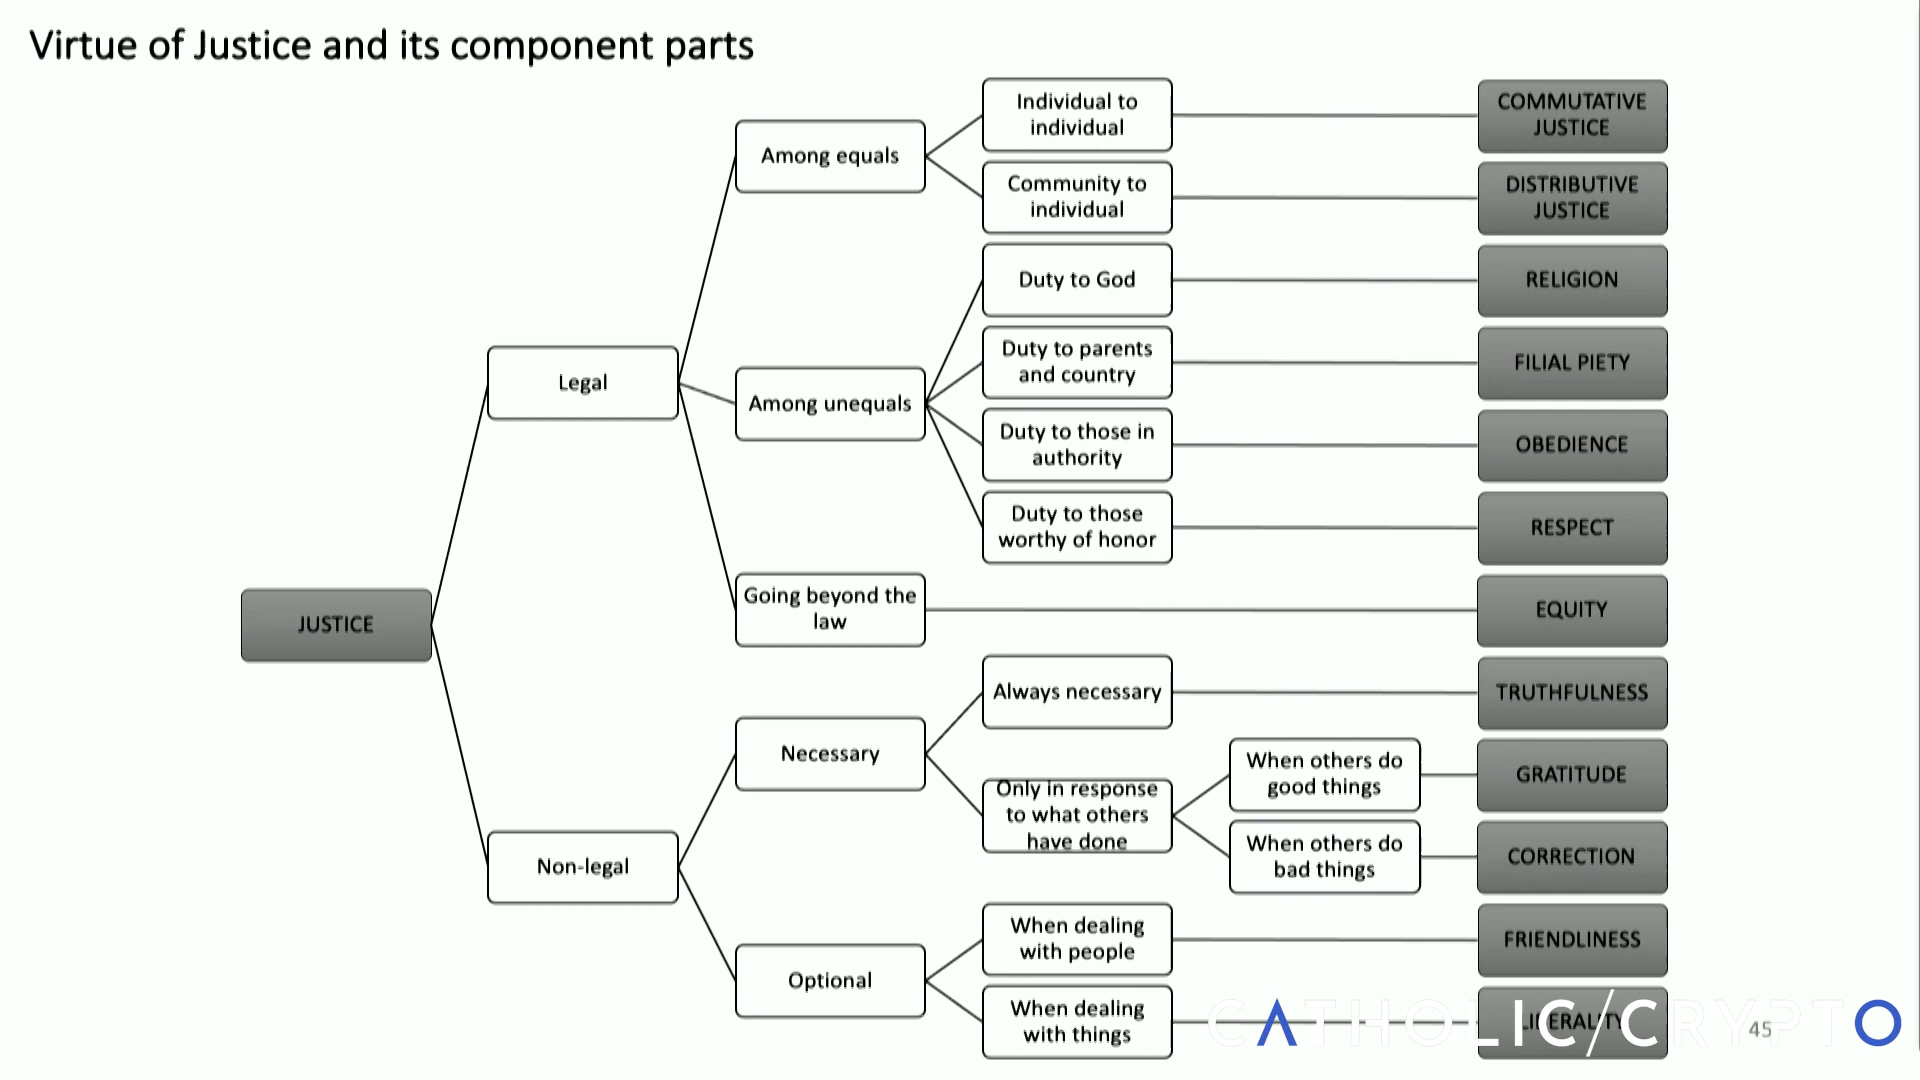 Virtue of Justice and its component parts
Individual to
individual
COMMUTATIVE
JUSTICE
Among equals
Community to
individual
DISTRIBUTIVE
JUSTICE
Duty to God
RELIGION
Duty to parents
and country
FILIAL PIETY
Legal
Among unequals
Duty to those in
authority
OBEDIENCE
Duty to those
worthy of honor
RESPECT
JUSTICE
Going beyond the
law
EQUITY
Always necessary
TRUTHFULNESS
Necessary
Only in response
to what others
have done
When others do
good things
GRATITUDE
When others do
bad things
CORRECTION
Non-legal
Optional
When dealing
with people
FRIENDLINESS
When dealing
with things
LIBERALITY
CATHOLIC/CRYPTO
45